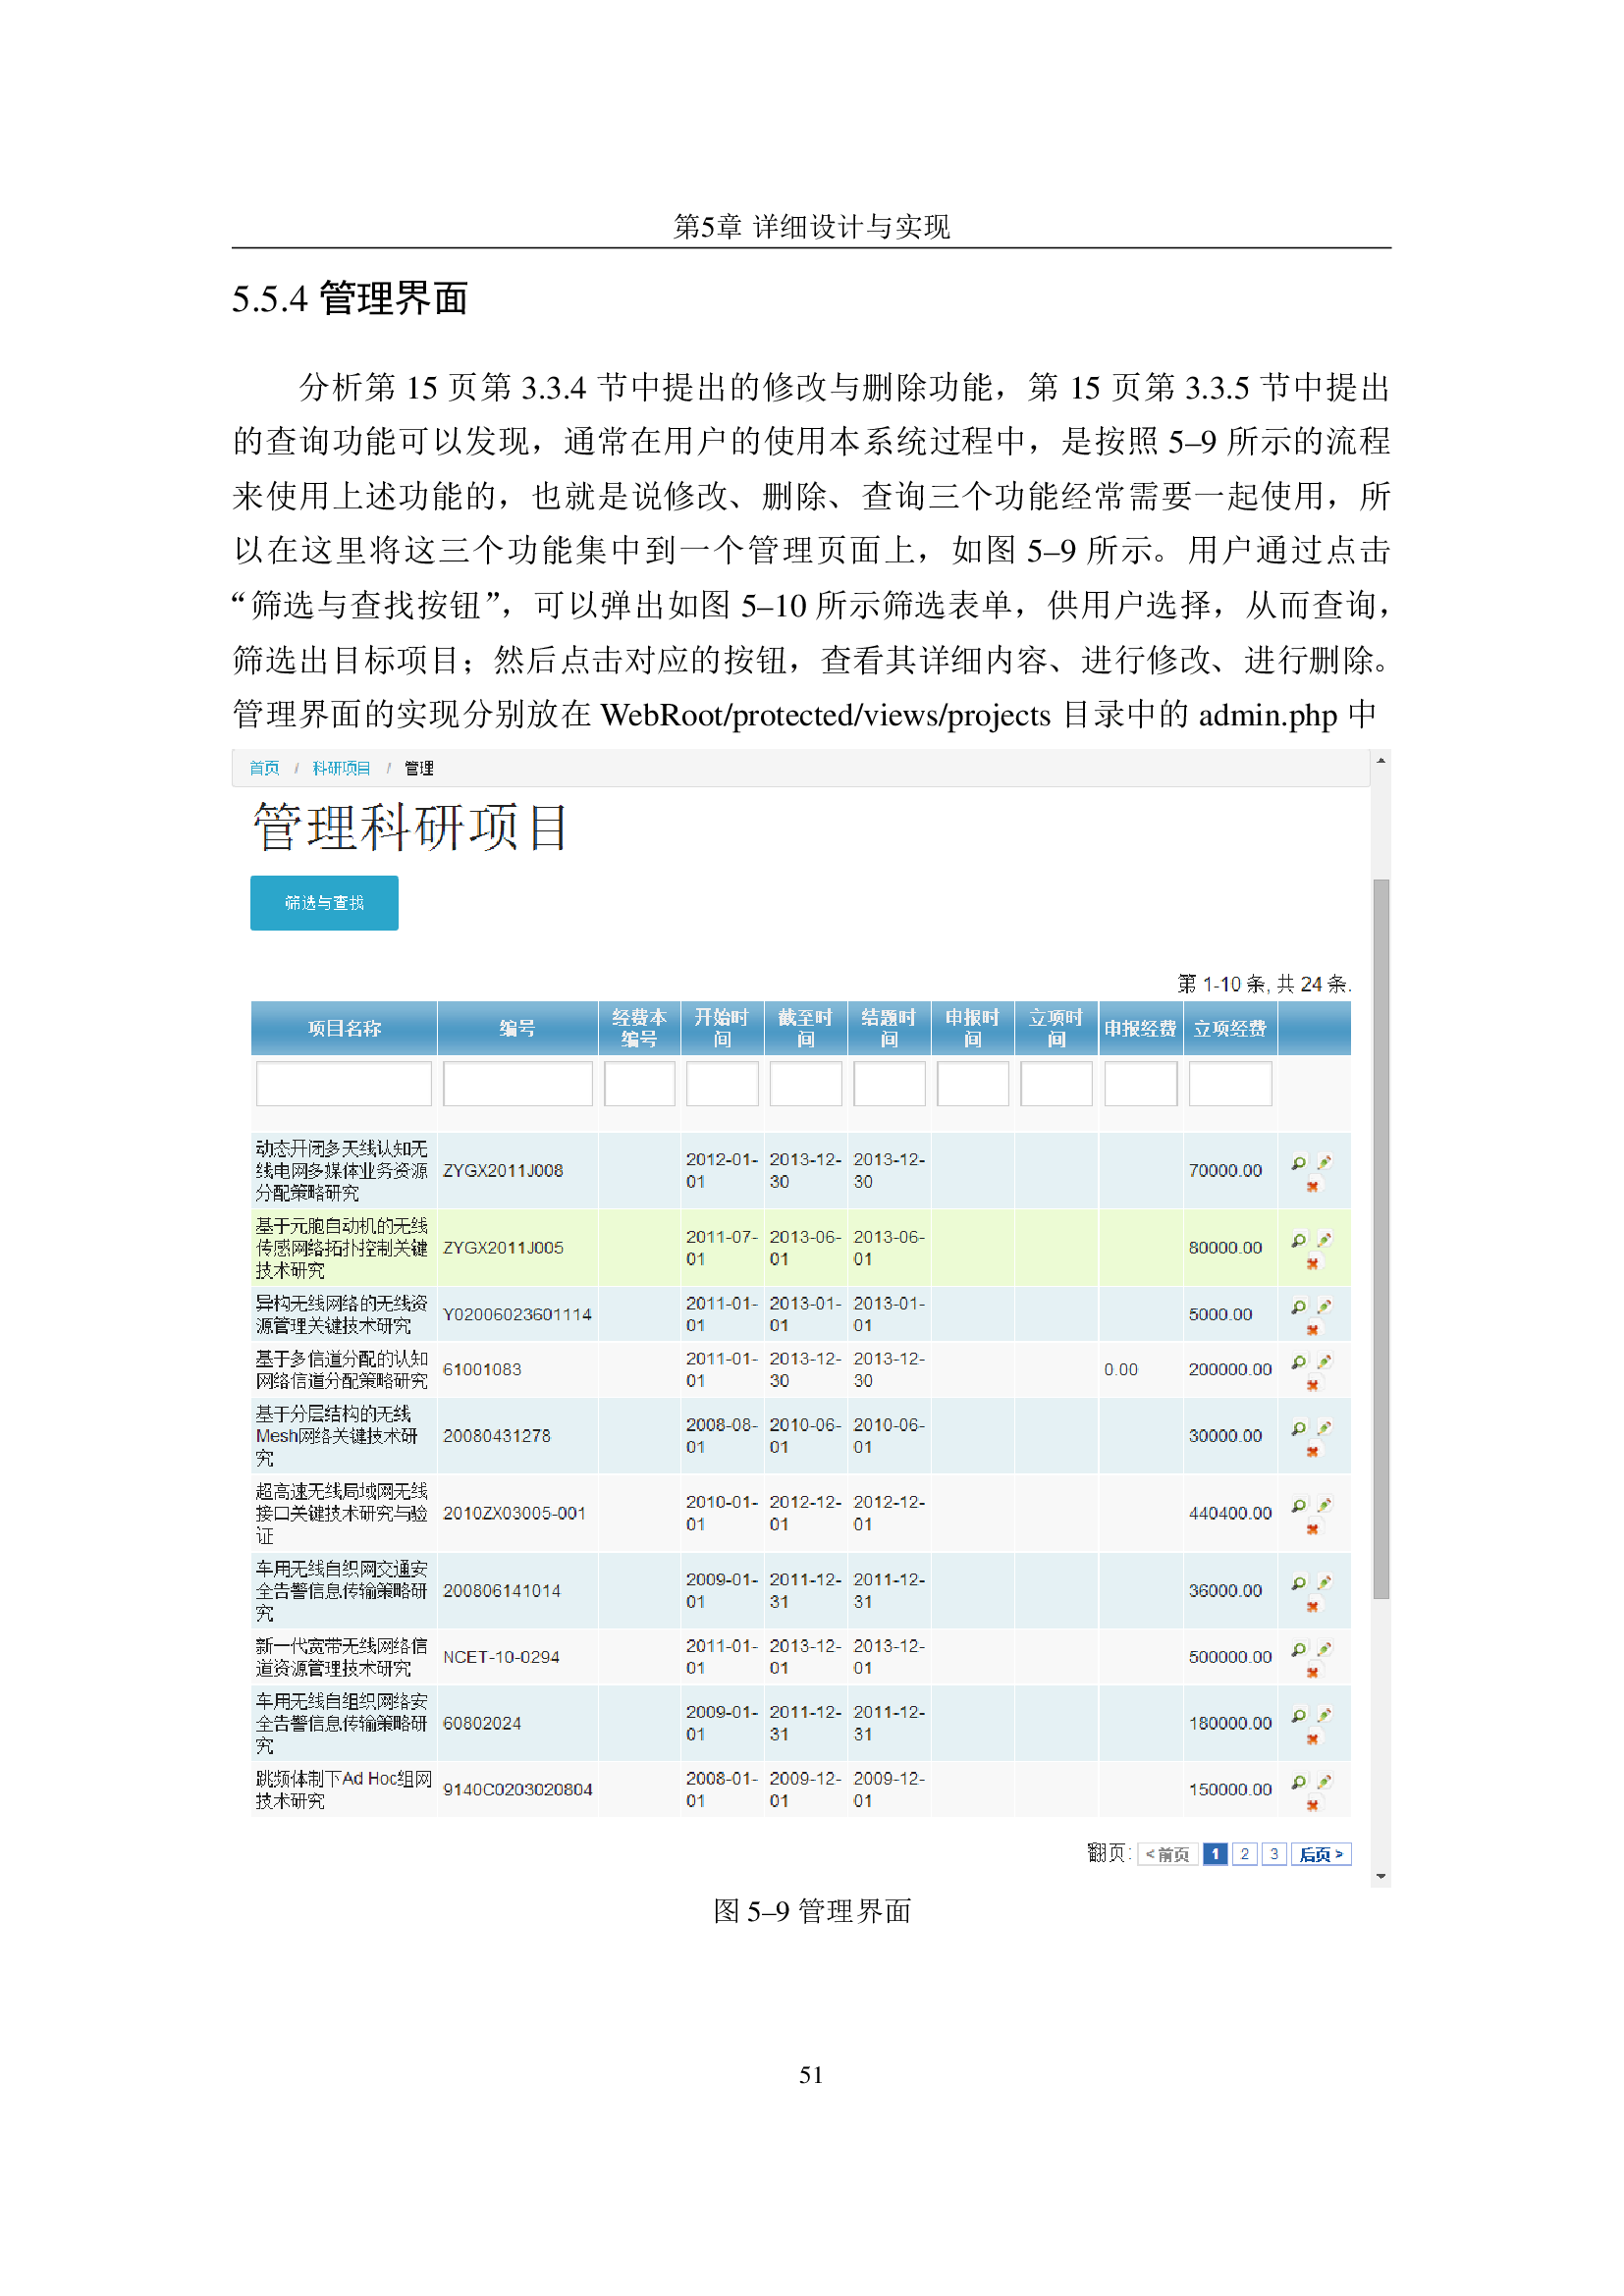 第5章 详细设计与实现
5.5.4 管理界面
分析第 15 页第 3.3.4 节中提出的修改与删除功能，第 15 页第 3.3.5 节中提出
的查询功能可以发现，通常在用户的使用本系统过程中，是按照 5–9 所示的流程
来使用上述功能的，也就是说修改、删除、查询三个功能经常需要一起使用，所
以在这里将这三个功能集中到一个管理页面上，如图 5–9 所示。用户通过点击
“筛选与查找按钮”，可以弹出如图 5–10 所示筛选表单，供用户选择，从而查询，
筛选出目标项目；然后点击对应的按钮，查看其详细内容、进行修改、进行删除。
管理界面的实现分别放在 WebRoot/protected/views/projects 目录中的 admin.php 中
首页 / 科研项目 / 管理
管理科研项目
筛选与查找
第 1-10 条, 共 24 条.
项目名称 编号 经费本编号 开始时间 截至时间 结题时间 申报时间 立项时间 申报经费 立项经费
动态开闭多天线认知无线电网多媒体业务资源分配策略研究 ZYGX2011J008 2012-01-01 2013-12-30 2013-12-30 70000.00
基于元胞自动机的无线传感网络拓扑控制关键技术研究 ZYGX2011J005 2011-07-01 2013-06-01 2013-06-01 80000.00
异构无线网络的无线资源管理关键技术研究 Y02006023601114 2011-01-01 2013-01-01 2013-01-01 5000.00
基于多信道分配的认知网络信道分配策略研究 61001083 2011-01-01 2013-12-30 2013-12-30 0.00 200000.00
基于分层结构的无线Mesh网络关键技术研究 20080431278 2008-08-01 2010-06-01 2010-06-01 30000.00
超高速无线局域网无线接口关键技术研究与验证 2010ZX03005-001 2010-01-01 2012-12-01 2012-12-01 440400.00
车用无线自织网交通安全告警信息传输策略研究 200806141014 2009-01-01 2011-12-31 2011-12-31 36000.00
新一代宽带无线网络信道资源管理技术研究 NCET-10-0294 2011-01-01 2013-12-01 2013-12-01 500000.00
车用无线自组织网络安全告警信息传输策略研究 60802024 2009-01-01 2011-12-31 2011-12-31 180000.00
跳频体制下Ad Hoc组网技术研究 9140C0203020804 2008-01-01 2009-12-01 2009-12-01 150000.00
翻页: < 前页 1 2 3 后页 >
图 5–9 管理界面
51